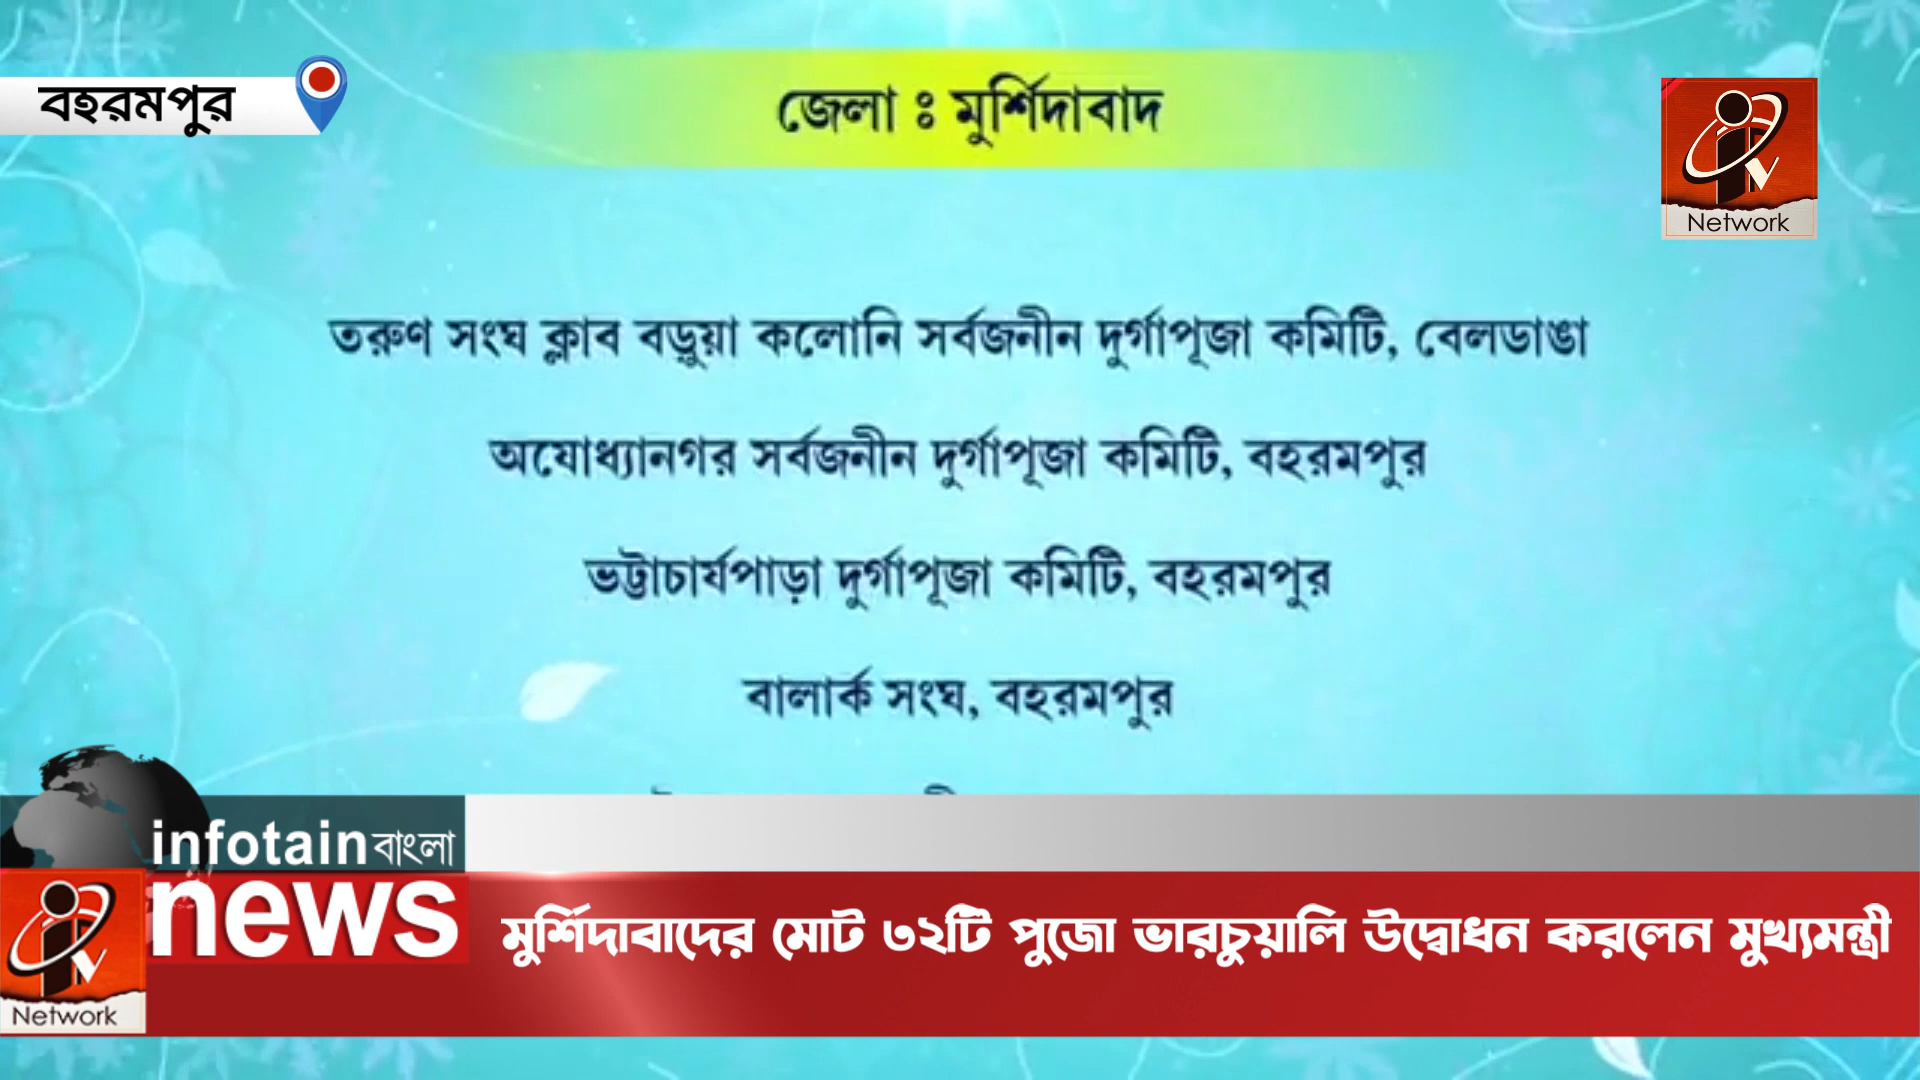 বহরমপুর
জেলা ঃ মুর্শিদাবাদ
Network
তরুণ সংঘ ক্লাব বড়ুয়া কলোনি সর্বজনীন দুর্গাপূজা কমিটি, বেলডাঙা
অযোধ্যানগর সর্বজনীন দুর্গাপূজা কমিটি, বহরমপুর
ভট্টাচার্যপাড়া দুর্গাপূজা কমিটি, বহরমপুর
বালার্ক সংঘ, বহরমপুর
infotain বাংলা
news
মুর্শিদাবাদের মোট ৩২টি পুজো ভারচুয়ালি উদ্বোধন করলেন মুখ্যমন্ত্রী
Network